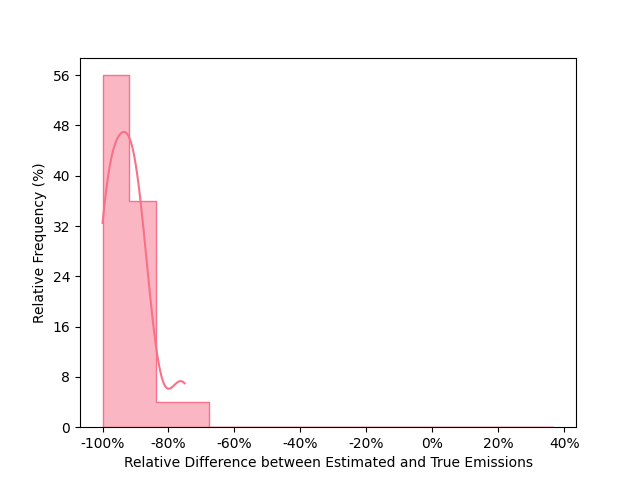 56
48
40
32
24
16
8
0
Relative Frequency (%)
-100% -80% -60% -40% -20% 0% 20% 40%
Relative Difference between Estimated and True Emissions